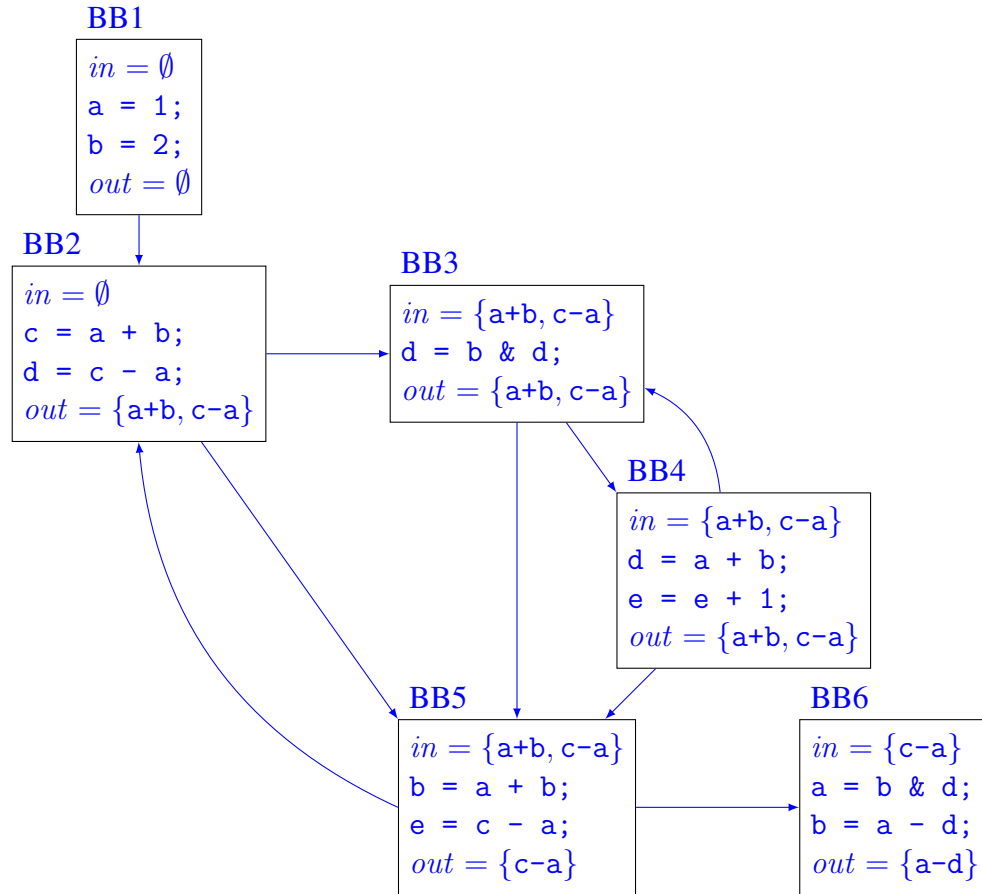 BB1
in = ∅
a = 1;
b = 2;
out = ∅
BB2
in = ∅
c = a + b;
d = c - a;
out = {a+b, c-a}
BB3
in = {a+b, c-a}
d = b & d;
out = {a+b, c-a}
BB4
in = {a+b, c-a}
d = a + b;
e = e + 1;
out = {a+b, c-a}
BB5
in = {a+b, c-a}
b = a + b;
e = c - a;
out = {c-a}
BB6
in = {c-a}
a = b & d;
b = a - d;
out = {a-d}